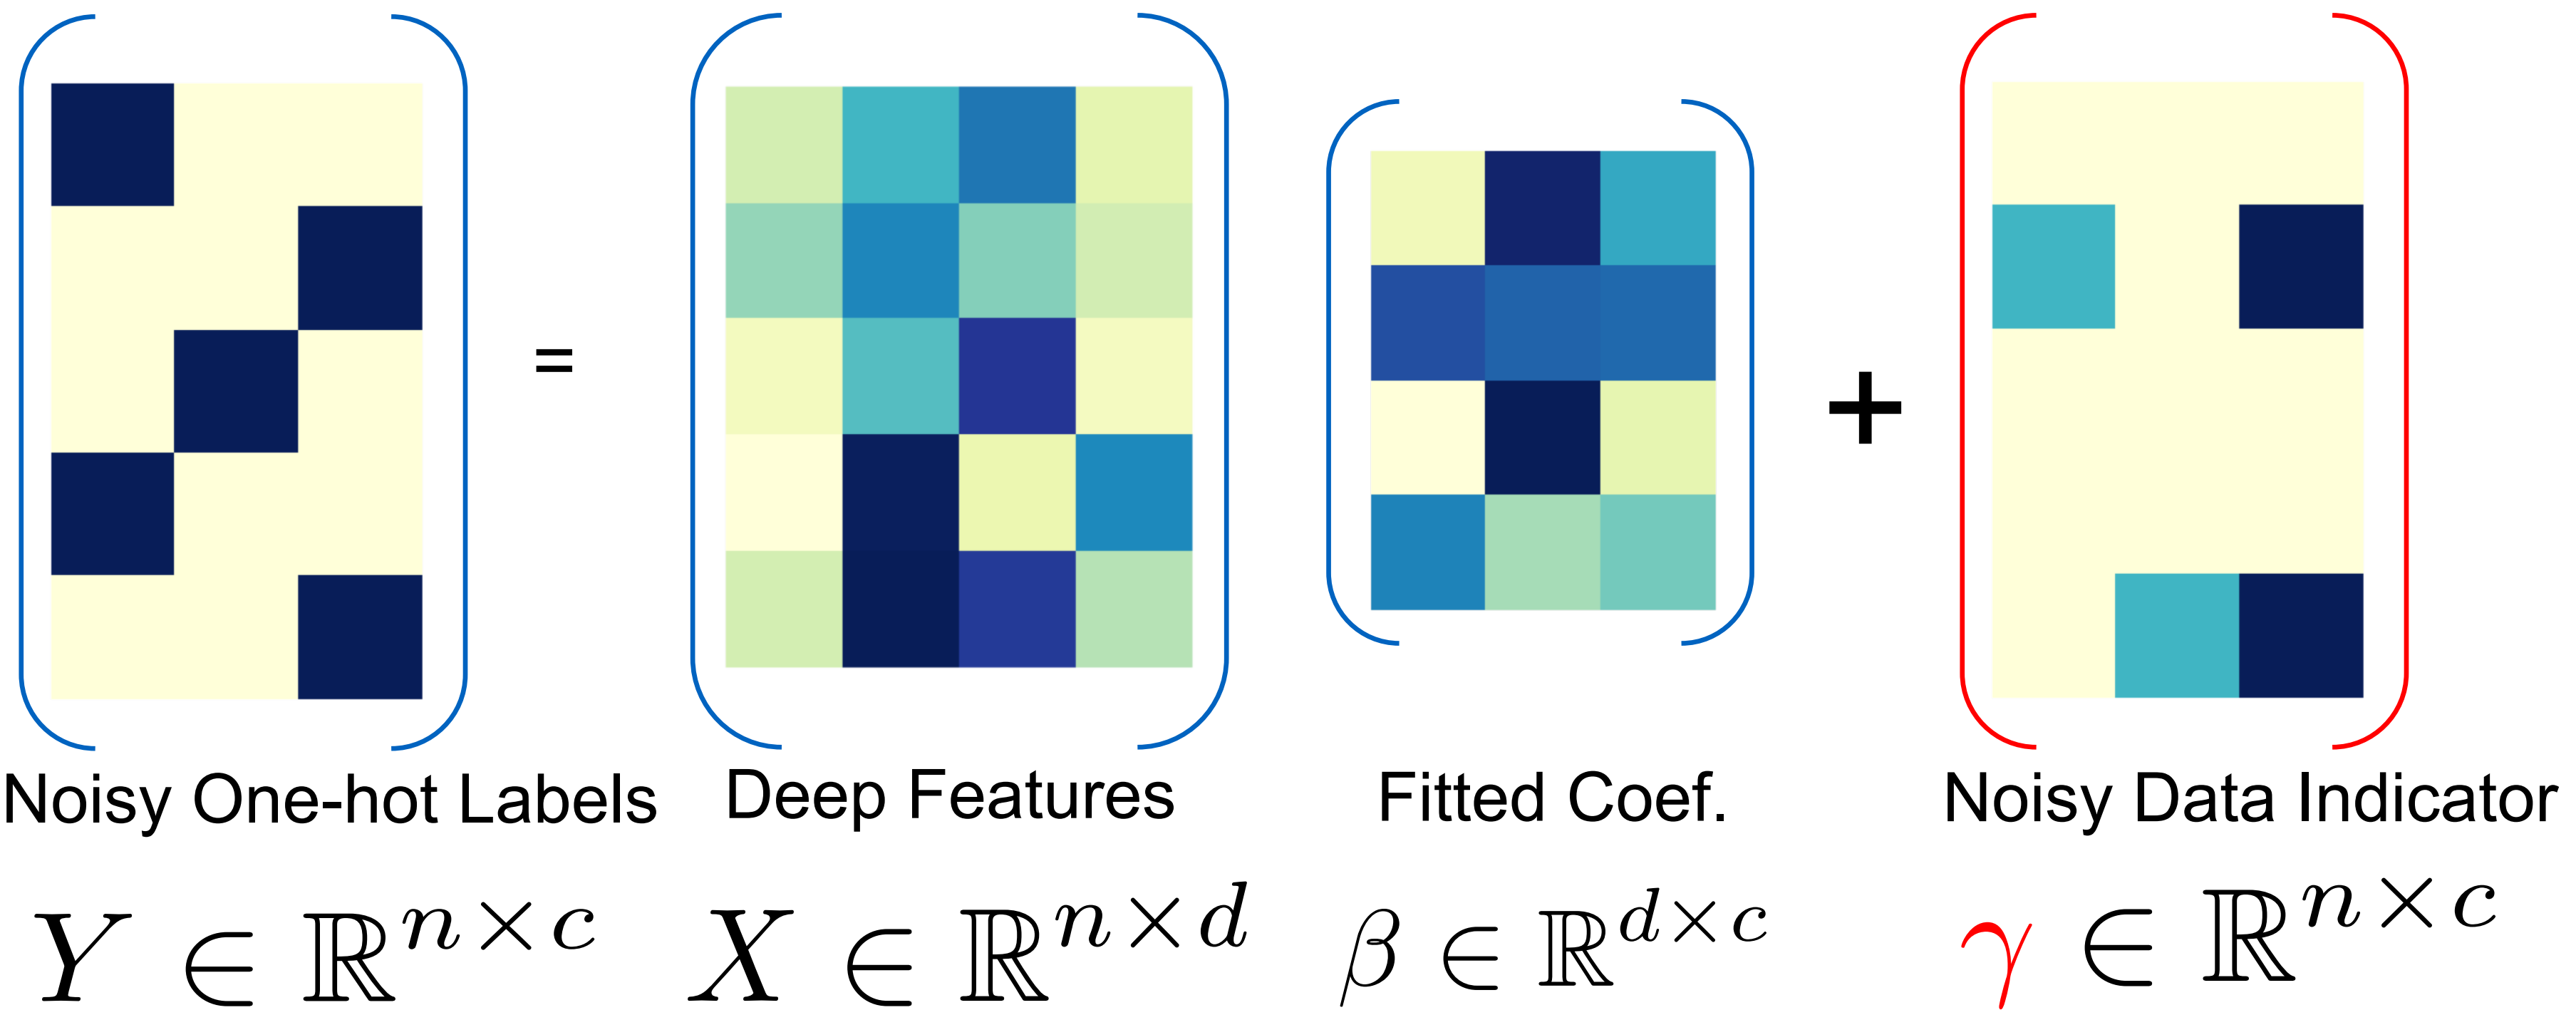 =
+
Noisy One-hot Labels Deep Features Fitted Coef. Noisy Data Indicator
Y ∈ ℝ^{n×c} X ∈ ℝ^{n×d} β ∈ ℝ^{d×c} γ ∈ ℝ^{n×c}